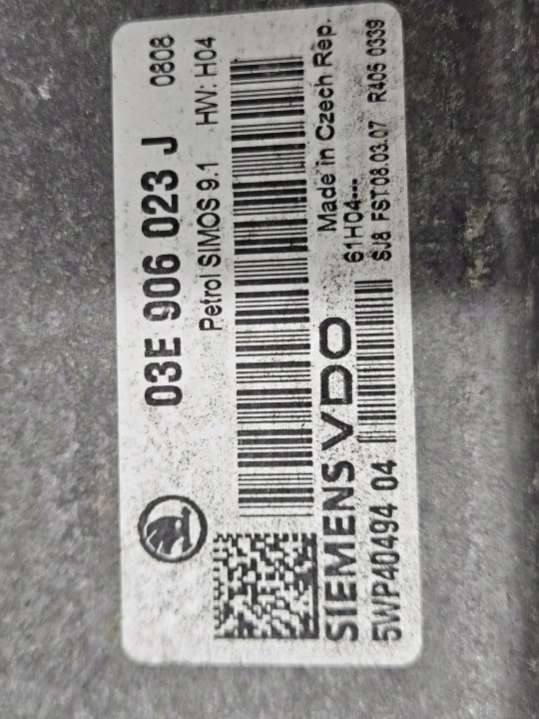 03E 906 023 J 0808
Petrol SIMOS 9.1 HW: H04
SIEMENS VDO Made in Czech Rep.
61H04---
5WP40494 04 SJ8 FST08.03.07 R405 0339